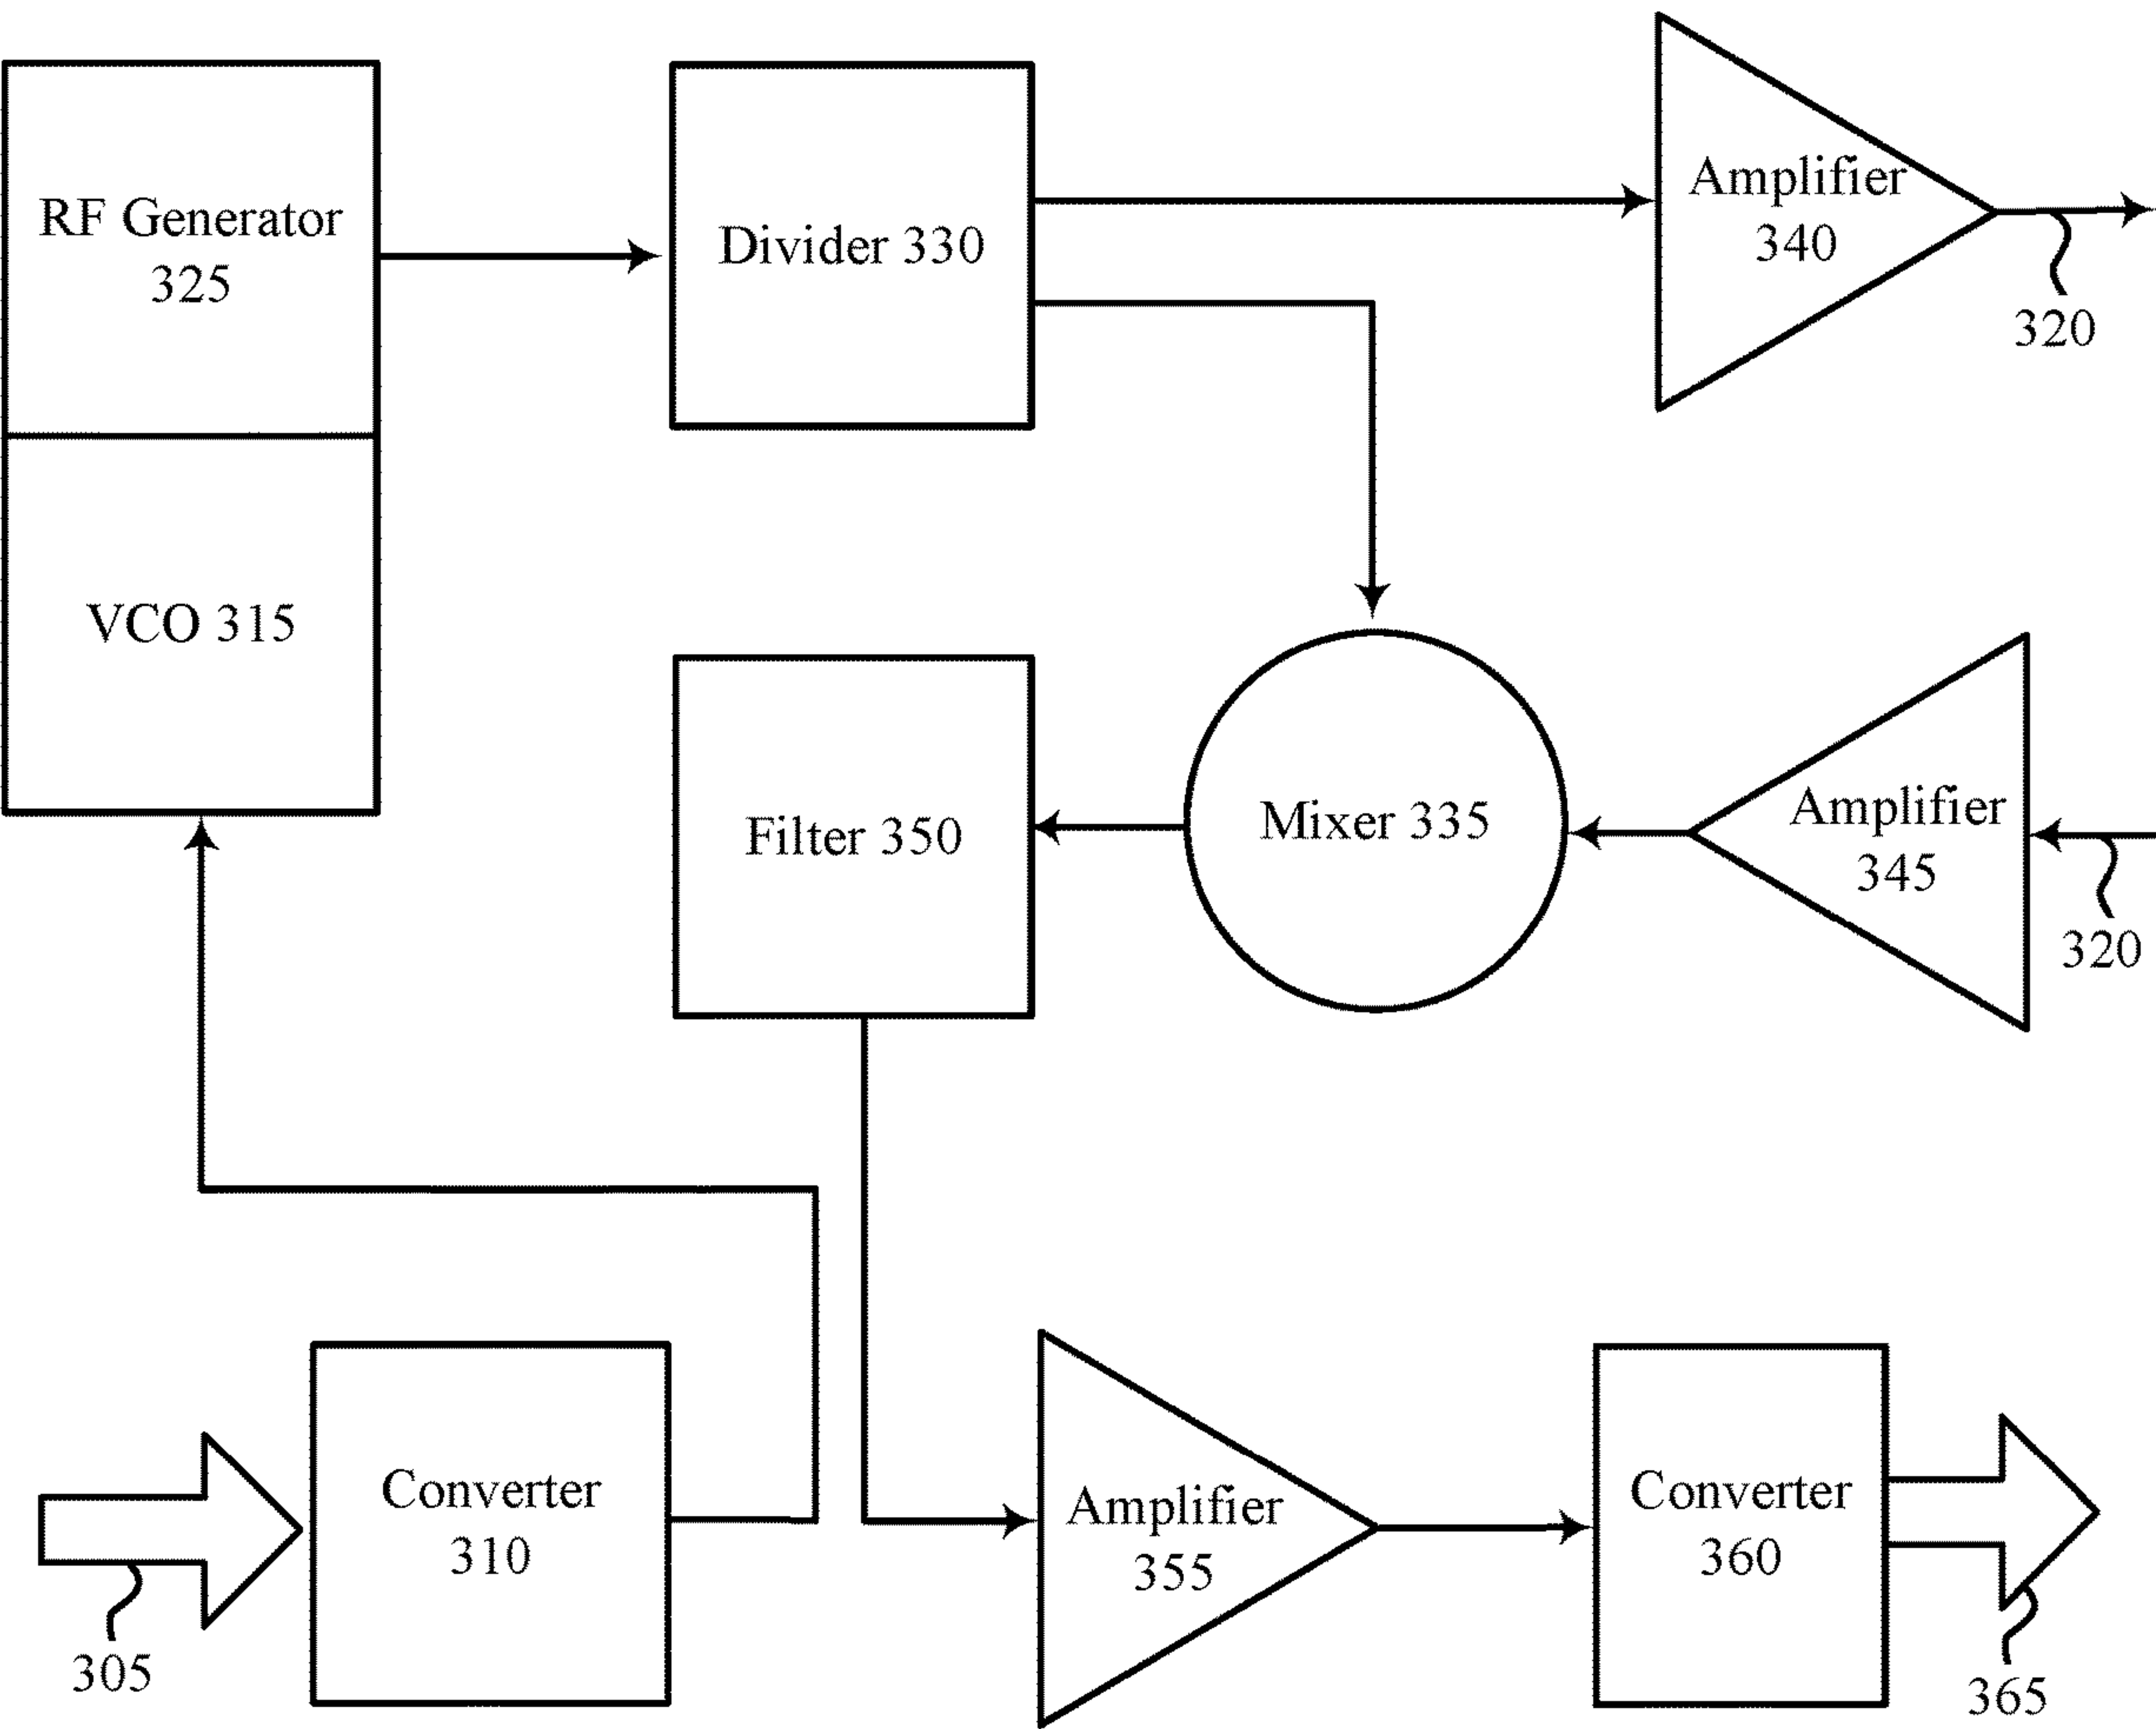 RF Generator
325
Divider 330
Amplifier
340
320
VCO 315
Filter 350
Mixer 335
Amplifier
345
320
Converter
310
305
Amplifier
355
Converter
360
365